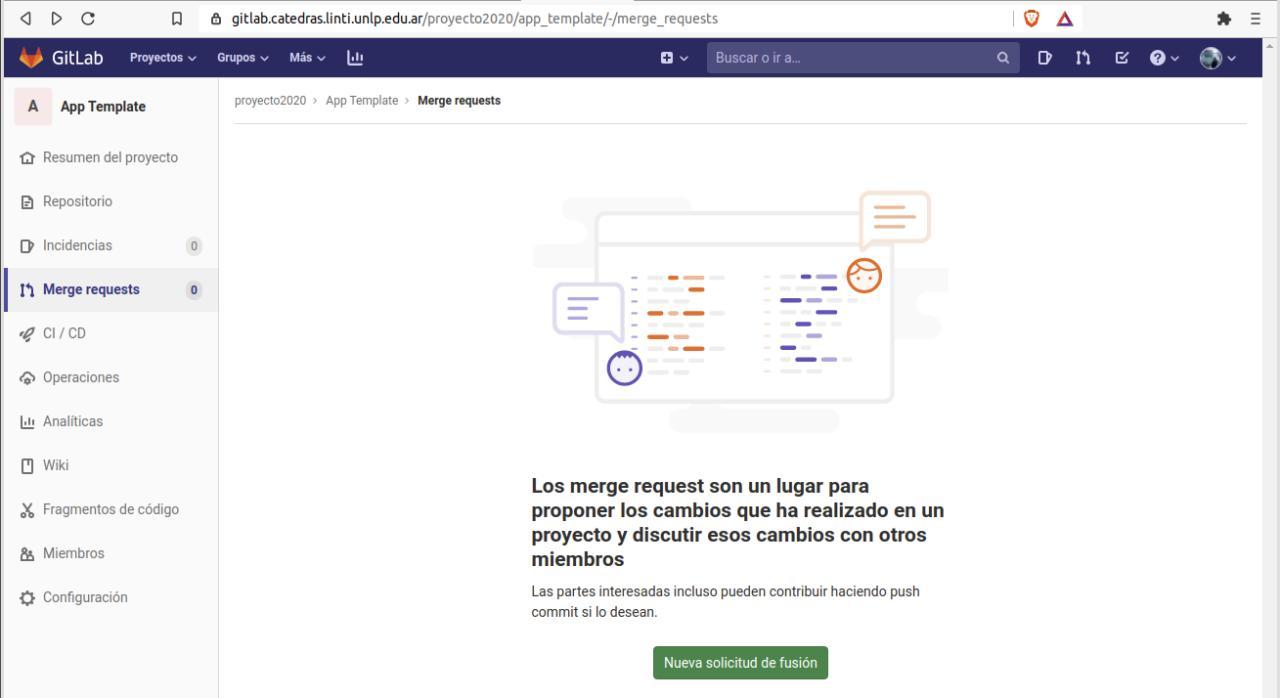 gitlab.catedras.linti.unlp.edu.ar/proyecto2020/app_template/-/merge_requests
GitLab Proyectos Grupos Más Buscar o ir a...
A App Template
proyecto2020 › App Template › Merge requests
Resumen del proyecto
Repositorio
Incidencias 0
Merge requests 0
CI / CD
Operaciones
Analíticas
Wiki
Fragmentos de código
Miembros
Configuración
Los merge request son un lugar para
proponer los cambios que ha realizado en un
proyecto y discutir esos cambios con otros
miembros
Las partes interesadas incluso pueden contribuir haciendo push
commit si lo desean.
Nueva solicitud de fusión